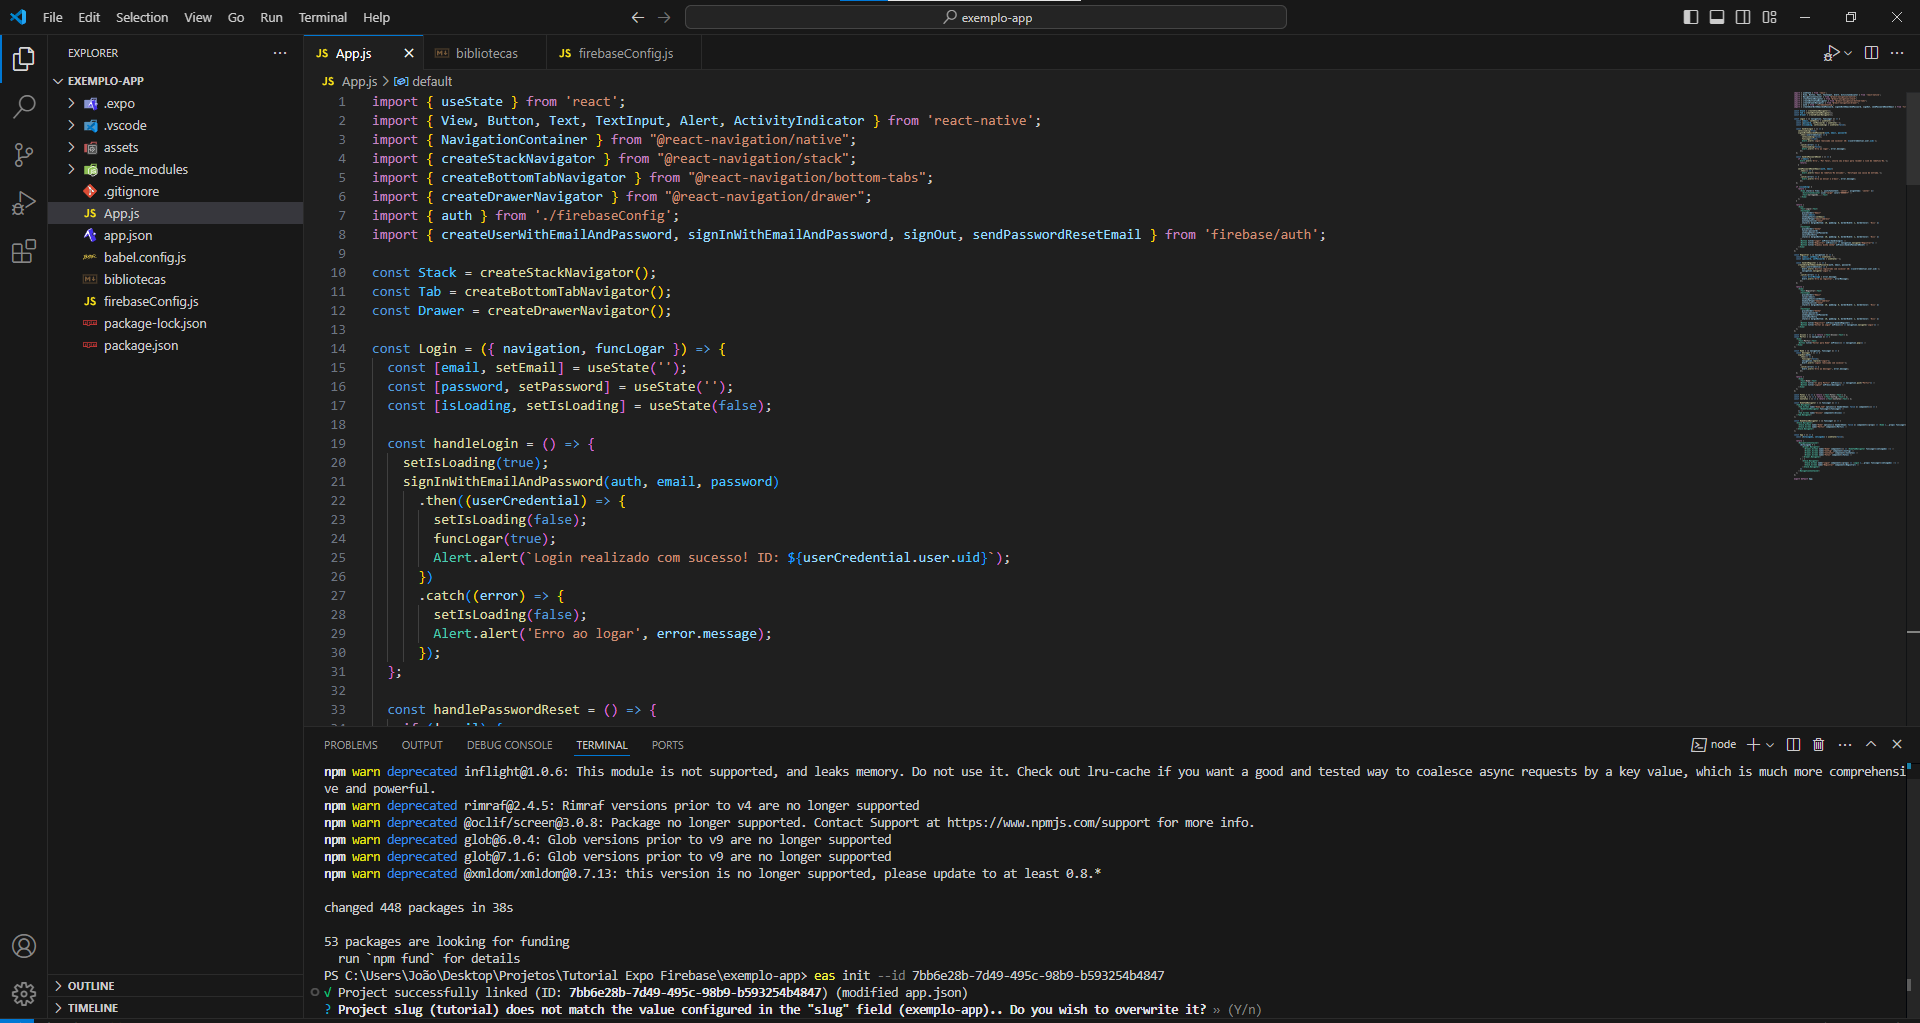 File Edit Selection View Go Run Terminal Help
exemplo-app
EXPLORER
EXEMPLO-APP
.expo
.vscode
assets
node_modules
.gitignore
JS App.js
app.json
babel.config.js
bibliotecas
JS firebaseConfig.js
package-lock.json
package.json
OUTLINE
TIMELINE
JS App.js
bibliotecas
JS firebaseConfig.js
JS App.js > default
1 import { useState } from 'react';
2 import { View, Button, Text, TextInput, Alert, ActivityIndicator } from 'react-native';
3 import { NavigationContainer } from "@react-navigation/native";
4 import { createStackNavigator } from "@react-navigation/stack";
5 import { createBottomTabNavigator } from "@react-navigation/bottom-tabs";
6 import { createDrawerNavigator } from "@react-navigation/drawer";
7 import { auth } from './firebaseConfig';
8 import { createUserWithEmailAndPassword, signInWithEmailAndPassword, signOut, sendPasswordResetEmail } from 'firebase/auth';
9
10 const Stack = createStackNavigator();
11 const Tab = createBottomTabNavigator();
12 const Drawer = createDrawerNavigator();
13
14 const Login = ({ navigation, funcLogar }) => {
15 const [email, setEmail] = useState('');
16 const [password, setPassword] = useState('');
17 const [isLoading, setIsLoading] = useState(false);
18
19 const handleLogin = () => {
20 setIsLoading(true);
21 signInWithEmailAndPassword(auth, email, password)
22 .then((userCredential) => {
23 setIsLoading(false);
24 funcLogar(true);
25 Alert.alert(`Login realizado com sucesso! ID: ${userCredential.user.uid}`);
26 })
27 .catch((error) => {
28 setIsLoading(false);
29 Alert.alert('Erro ao logar', error.message);
30 });
31 };
32
33 const handlePasswordReset = () => {
PROBLEMS OUTPUT DEBUG CONSOLE TERMINAL PORTS
node
npm warn deprecated inflight@1.0.6: This module is not supported, and leaks memory. Do not use it. Check out lru-cache if you want a good and tested way to coalesce async requests by a key value, which is much more comprehensi
ve and powerful.
npm warn deprecated rimraf@2.4.5: Rimraf versions prior to v4 are no longer supported
npm warn deprecated @oclif/screen@3.0.8: Package no longer supported. Contact Support at https://www.npmjs.com/support for more info.
npm warn deprecated glob@6.0.4: Glob versions prior to v9 are no longer supported
npm warn deprecated glob@7.1.6: Glob versions prior to v9 are no longer supported
npm warn deprecated @xmldom/xmldom@0.7.13: this version is no longer supported, please update to at least 0.8.*
changed 448 packages in 38s
53 packages are looking for funding
run `npm fund` for details
PS C:\Users\João\Desktop\Projetos\Tutorial Expo Firebase\exemplo-app> eas init --id 7bb6e28b-7d49-495c-98b9-b593254b4847
√ Project successfully linked (ID: 7bb6e28b-7d49-495c-98b9-b593254b4847) (modified app.json)
? Project slug (tutorial) does not match the value configured in the "slug" field (exemplo-app).. Do you wish to overwrite it? » (Y/n)